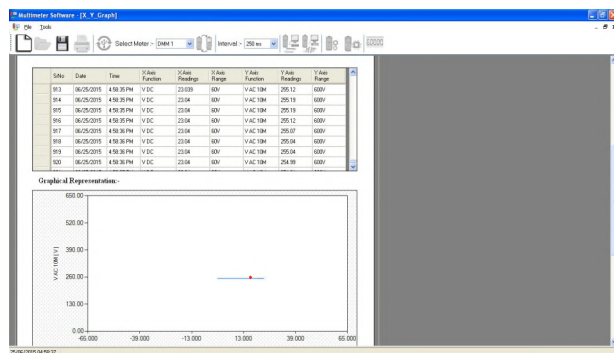 Multimeter Software - [X_Y_Graph]
File Tools
Select Meter :- DMM 1 Interval :- 250 ms
SrNo Date Time X Axis Function X Axis Readings X Axis Range Y Axis Function Y Axis Readings Y Axis Range
913 06/25/2015 4:58:35 PM V DC 23.039 60V V AC 10M 255.12 600V
914 06/25/2015 4:58:35 PM V DC 23.04 60V V AC 10M 255.19 600V
915 06/25/2015 4:58:35 PM V DC 23.04 60V V AC 10M 255.19 600V
916 06/25/2015 4:58:35 PM V DC 23.04 60V V AC 10M 255.12 600V
917 06/25/2015 4:58:36 PM V DC 23.04 60V V AC 10M 255.07 600V
918 06/25/2015 4:58:36 PM V DC 23.04 60V V AC 10M 255.04 600V
919 06/25/2015 4:58:36 PM V DC 23.04 60V V AC 10M 255.04 600V
920 06/25/2015 4:58:36 PM V DC 23.04 60V V AC 10M 254.99 600V
Graphical Representation:-
650.00
520.00
390.00
260.00
130.00
0.00
V AC 10M [ V ]
-65.000 -39.000 -13.000 13.000 39.000 65.000
25/06/2015 04:59:37